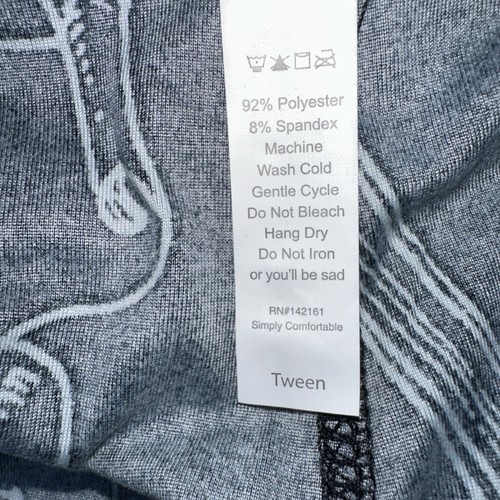 92% Polyester
8% Spandex
Machine
Wash Cold
Gentle Cycle
Do Not Bleach
Hang Dry
Do Not Iron
or you'll be sad
RN#142161
Simply Comfortable
Tween